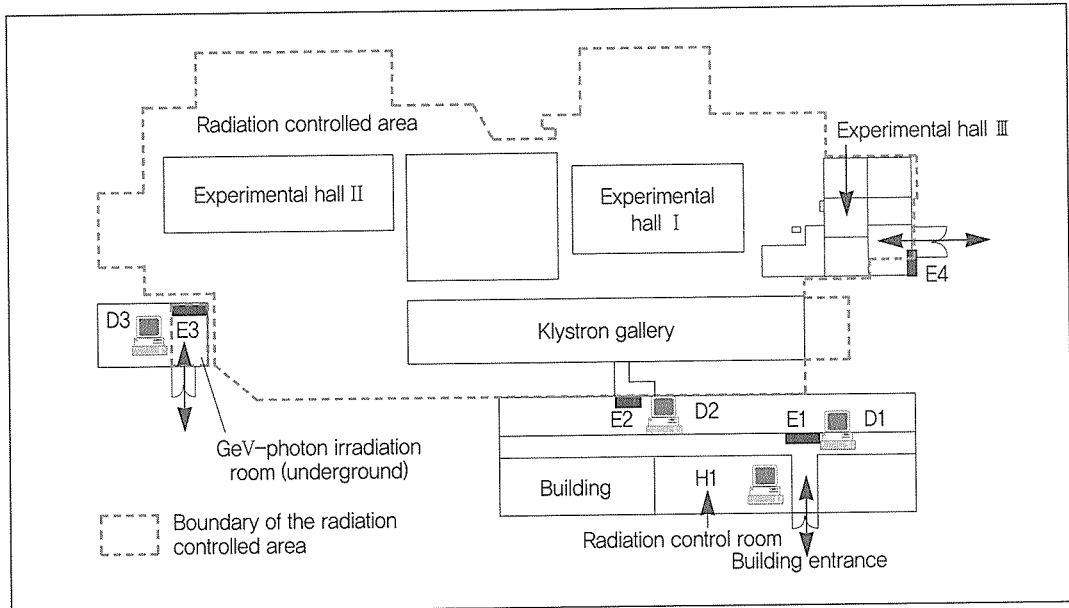 Radiation controlled area
Experimental hall Ⅲ
Experimental hall Ⅱ
Experimental
hall Ⅰ
E4
D3
E3
Klystron gallery
E2
D2
E1
D1
GeV-photon irradiation
room (underground)
Building
H1
Boundary of the radiation
controlled area
Radiation control room
Building entrance